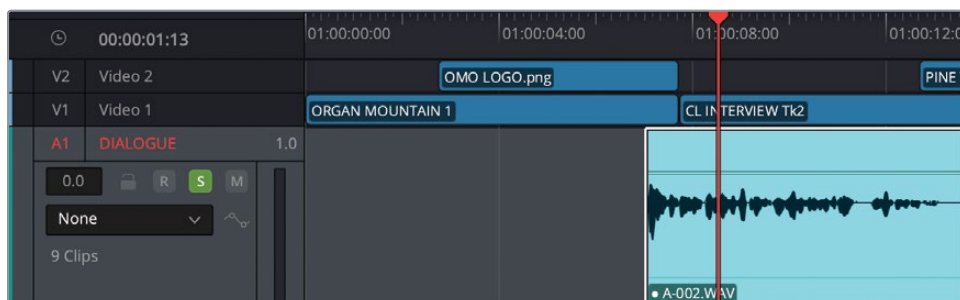 00:00:01:13
01:00:00:00 01:00:04:00 01:00:08:00 01:00:12:0
V2 Video 2 OMO LOGO.png PINE
V1 Video 1 ORGAN MOUNTAIN 1 CL INTERVIEW Tk2
A1 DIALOGUE 1.0
0.0 R S M
None
9 Clips
A-002.WAV